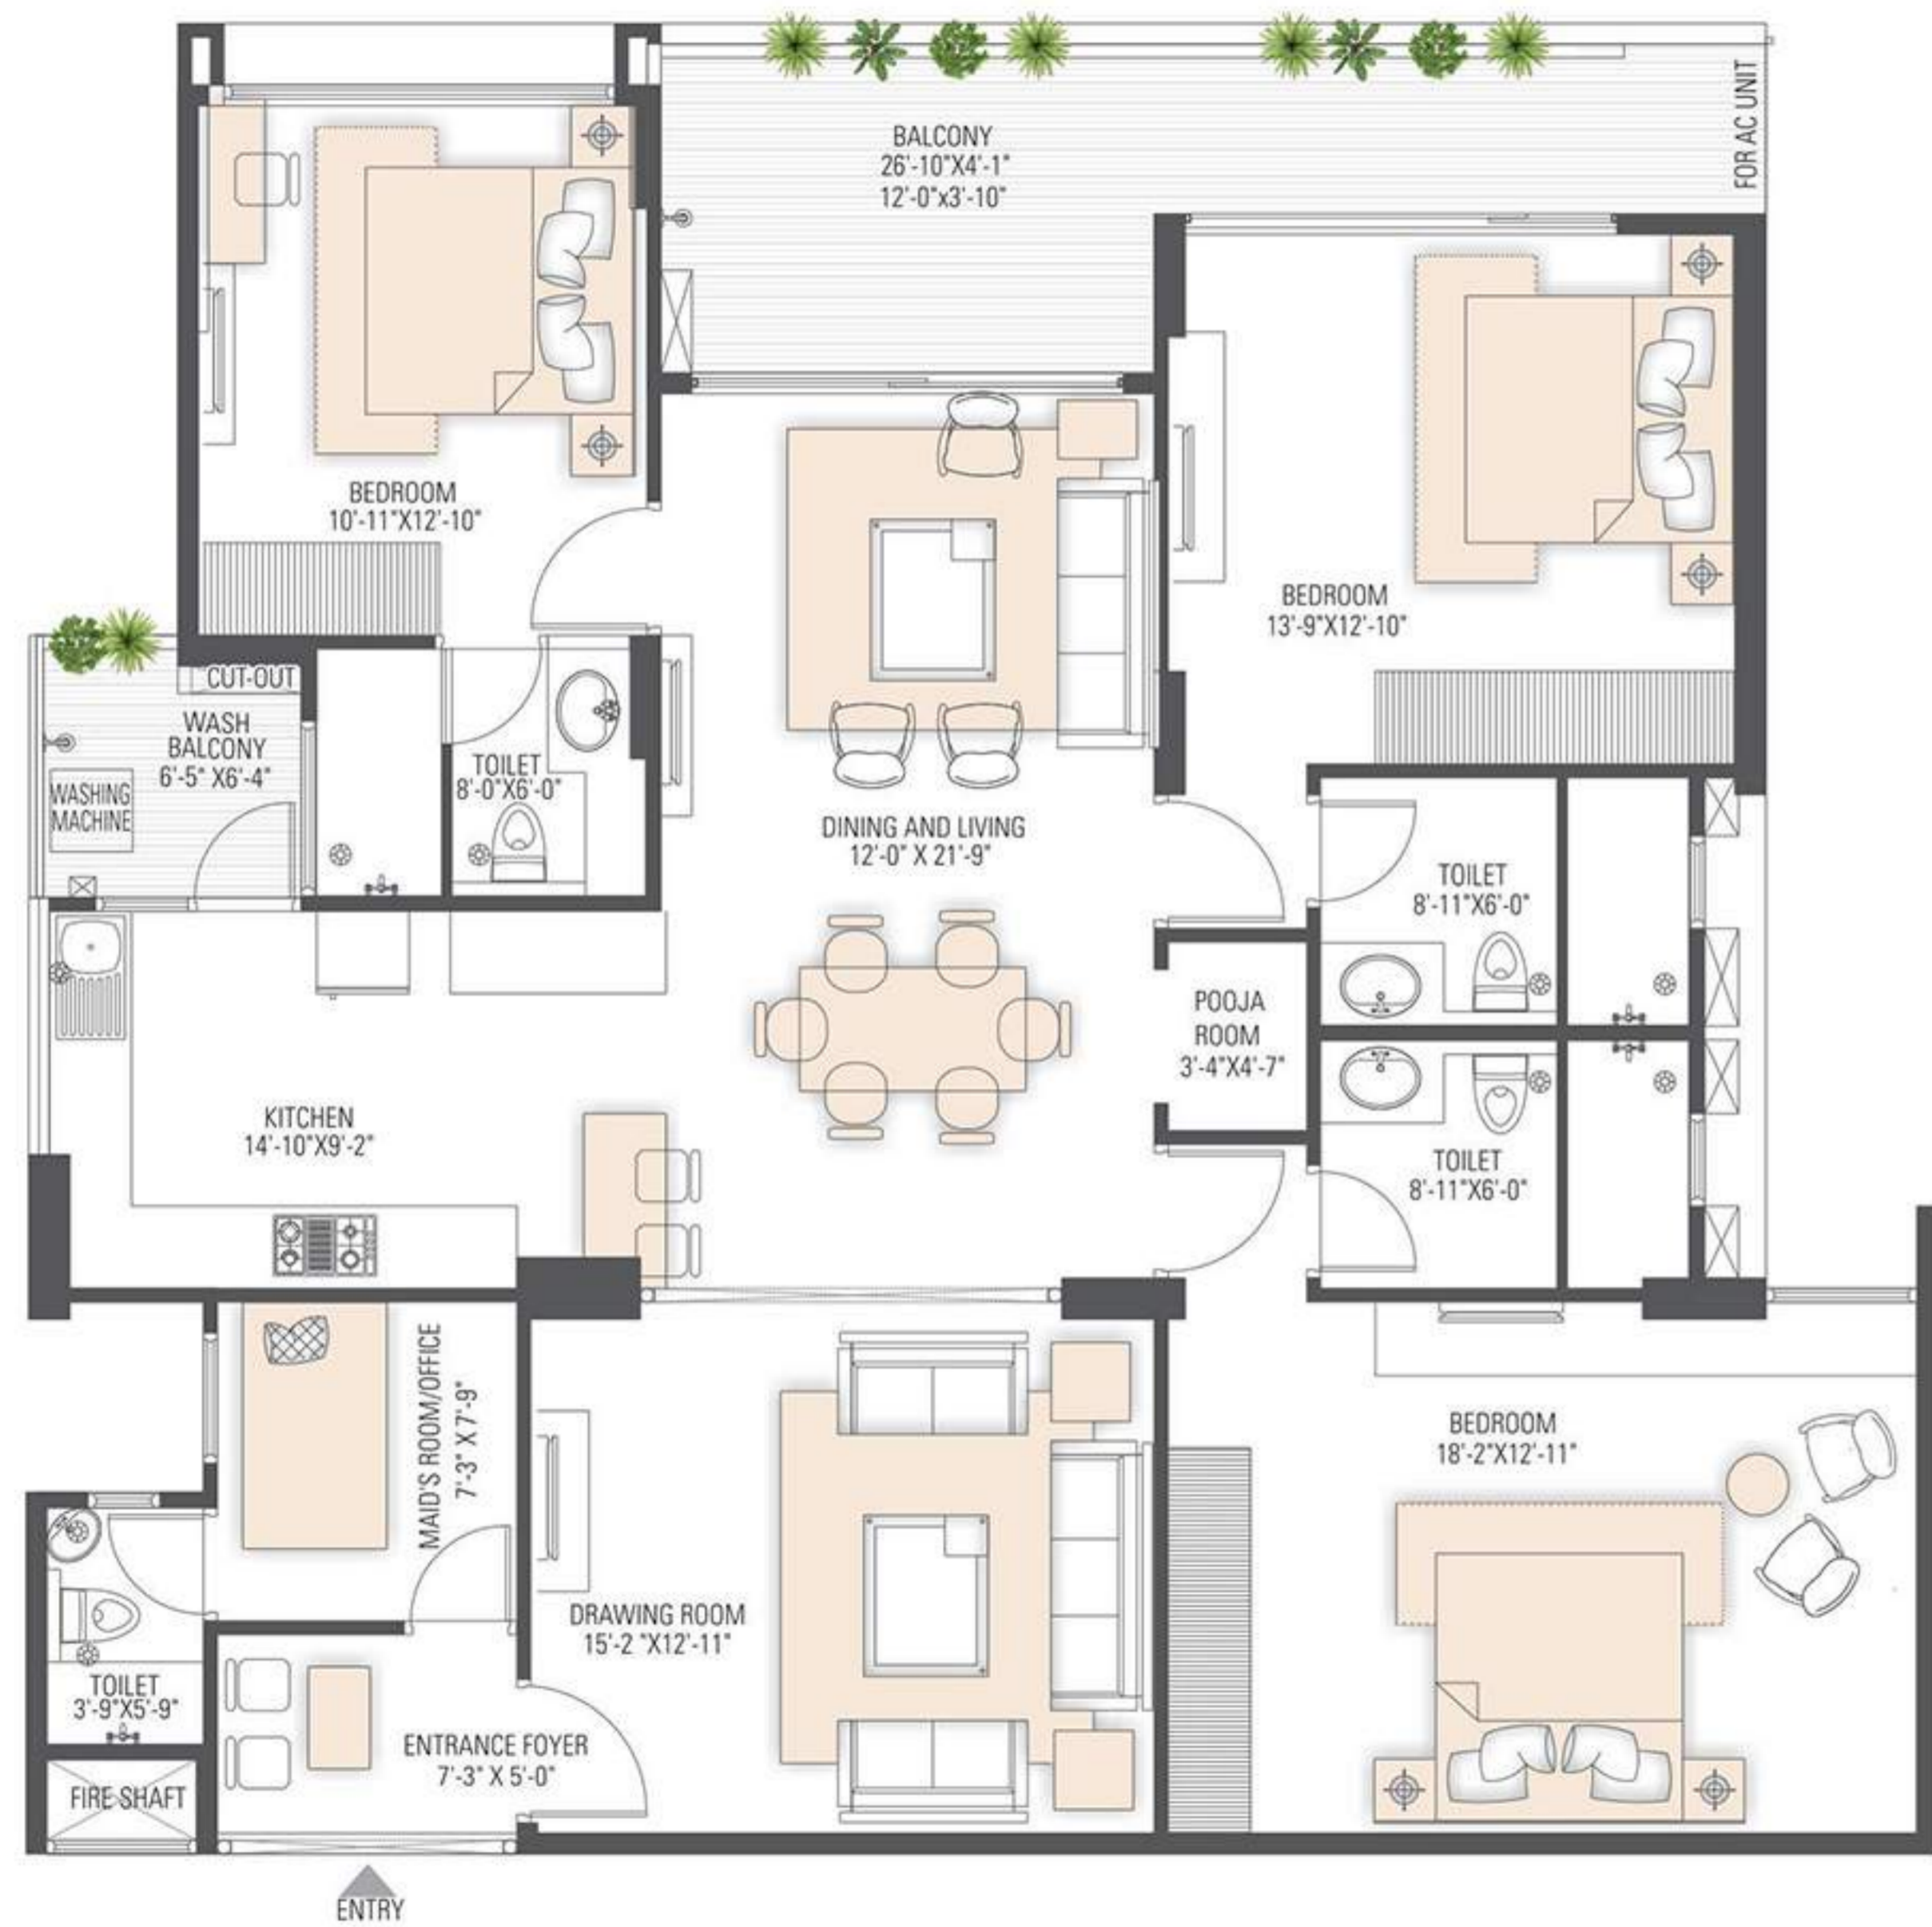 FOR AC UNIT
BALCONY
26'-10"X4'-1"
12'-0"x3'-10"
BEDROOM
10'-11"X12'-10"
BEDROOM
13'-9"X12'-10"
CUT-OUT
WASH
BALCONY
6'-5" X6'-4"
WASHING
MACHINE
TOILET
8'-0"X6'-0"
DINING AND LIVING
12'-0" X 21'-9"
TOILET
8'-11"X6'-0"
POOJA
ROOM
3'-4"X4'-7"
KITCHEN
14'-10"X9'-2"
TOILET
8'-11"X6'-0"
MAID'S ROOM/OFFICE
7'-3" X 7'-9"
BEDROOM
18'-2"X12'-11"
DRAWING ROOM
15'-2 "X12'-11"
TOILET
3'-9"X5'-9"
ENTRANCE FOYER
7'-3" X 5'-0"
FIRE SHAFT
ENTRY